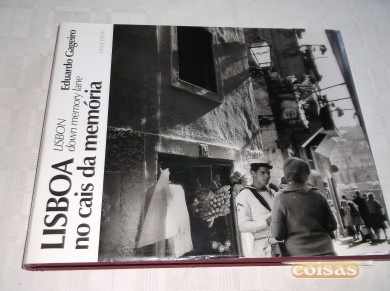 LISBOA LISBON
no cais da memória down memory lane
Eduardo Gageiro
coisas